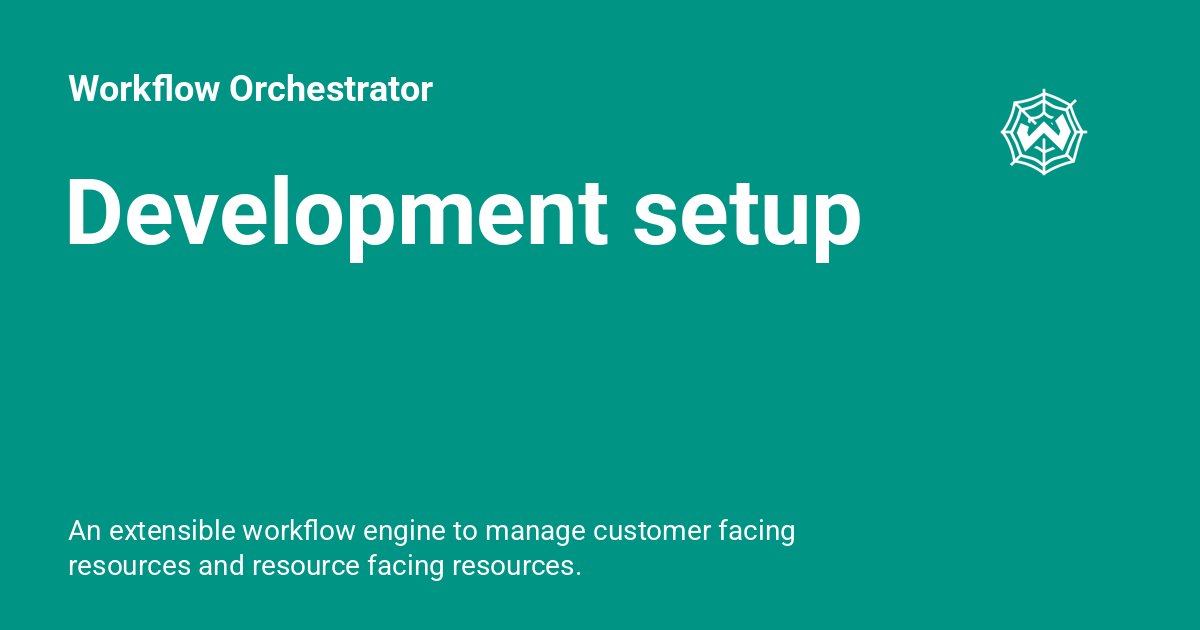 Workflow Orchestrator
Development setup
An extensible workflow engine to manage customer facing
resources and resource facing resources.